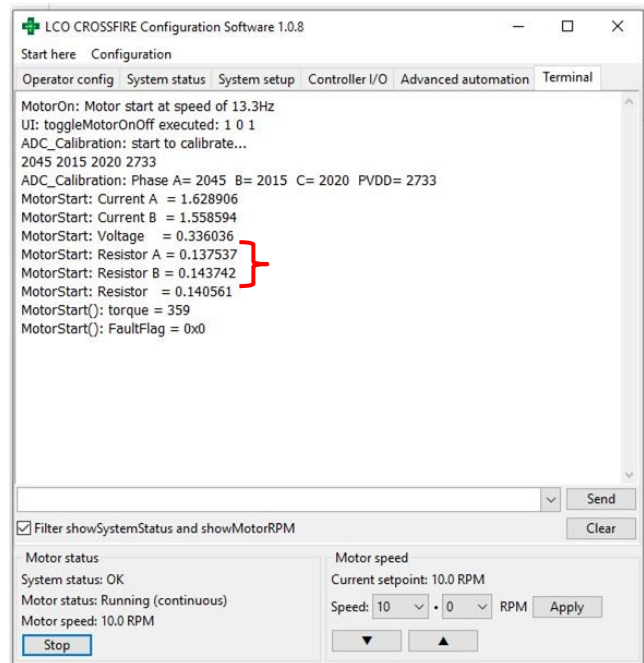 LCO CROSSFIRE Configuration Software 1.0.8
Start here Configuration
Operator config System status System setup Controller I/O Advanced automation Terminal
MotorOn: Motor start at speed of 13.3Hz
UI: toggleMotorOnOff executed: 1 0 1
ADC_Calibration: start to calibrate...
2045 2015 2020 2733
ADC_Calibration: Phase A= 2045 B= 2015 C= 2020 PVDD= 2733
MotorStart: Current A = 1.628906
MotorStart: Current B = 1.558594
MotorStart: Voltage = 0.336036
MotorStart: Resistor A = 0.137537
MotorStart: Resistor B = 0.143742
MotorStart: Resistor = 0.140561
MotorStart(): torque = 359
MotorStart(): FaultFlag = 0x0
Send
Filter showSystemStatus and showMotorRPM
Clear
Motor status
System status: OK
Motor status: Running (continuous)
Motor speed: 10.0 RPM
Stop
Motor speed
Current setpoint: 10.0 RPM
Speed: 10 • 0 RPM Apply